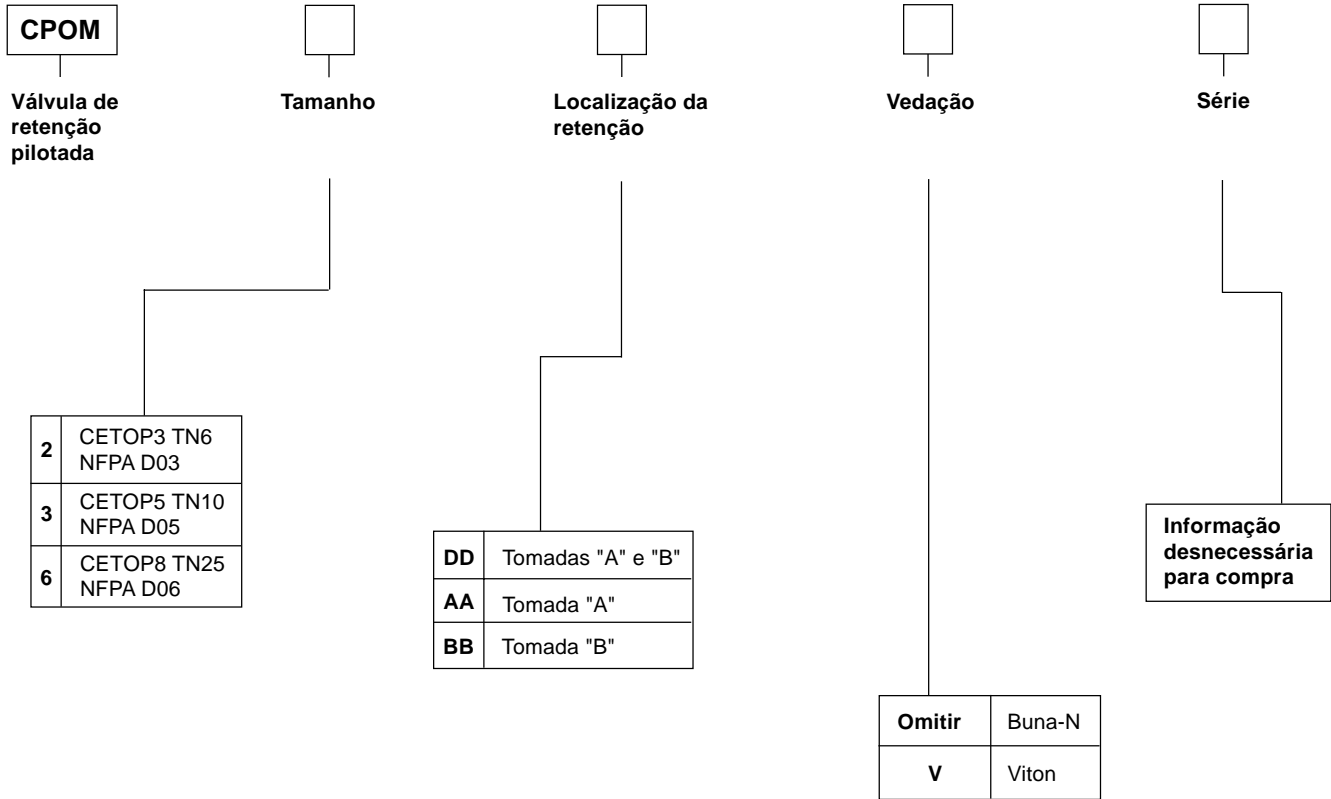 CPOM
Válvula de
retenção
pilotada
Tamanho
Localização da
retenção
Vedação
Série
2
CETOP3 TN6
NFPA D03
3
CETOP5 TN10
NFPA D05
6
CETOP8 TN25
NFPA D06
DD
Tomadas "A" e "B"
AA
Tomada "A"
BB
Tomada "B"
Omitir
Buna-N
V
Viton
Informação
desnecessária
para compra